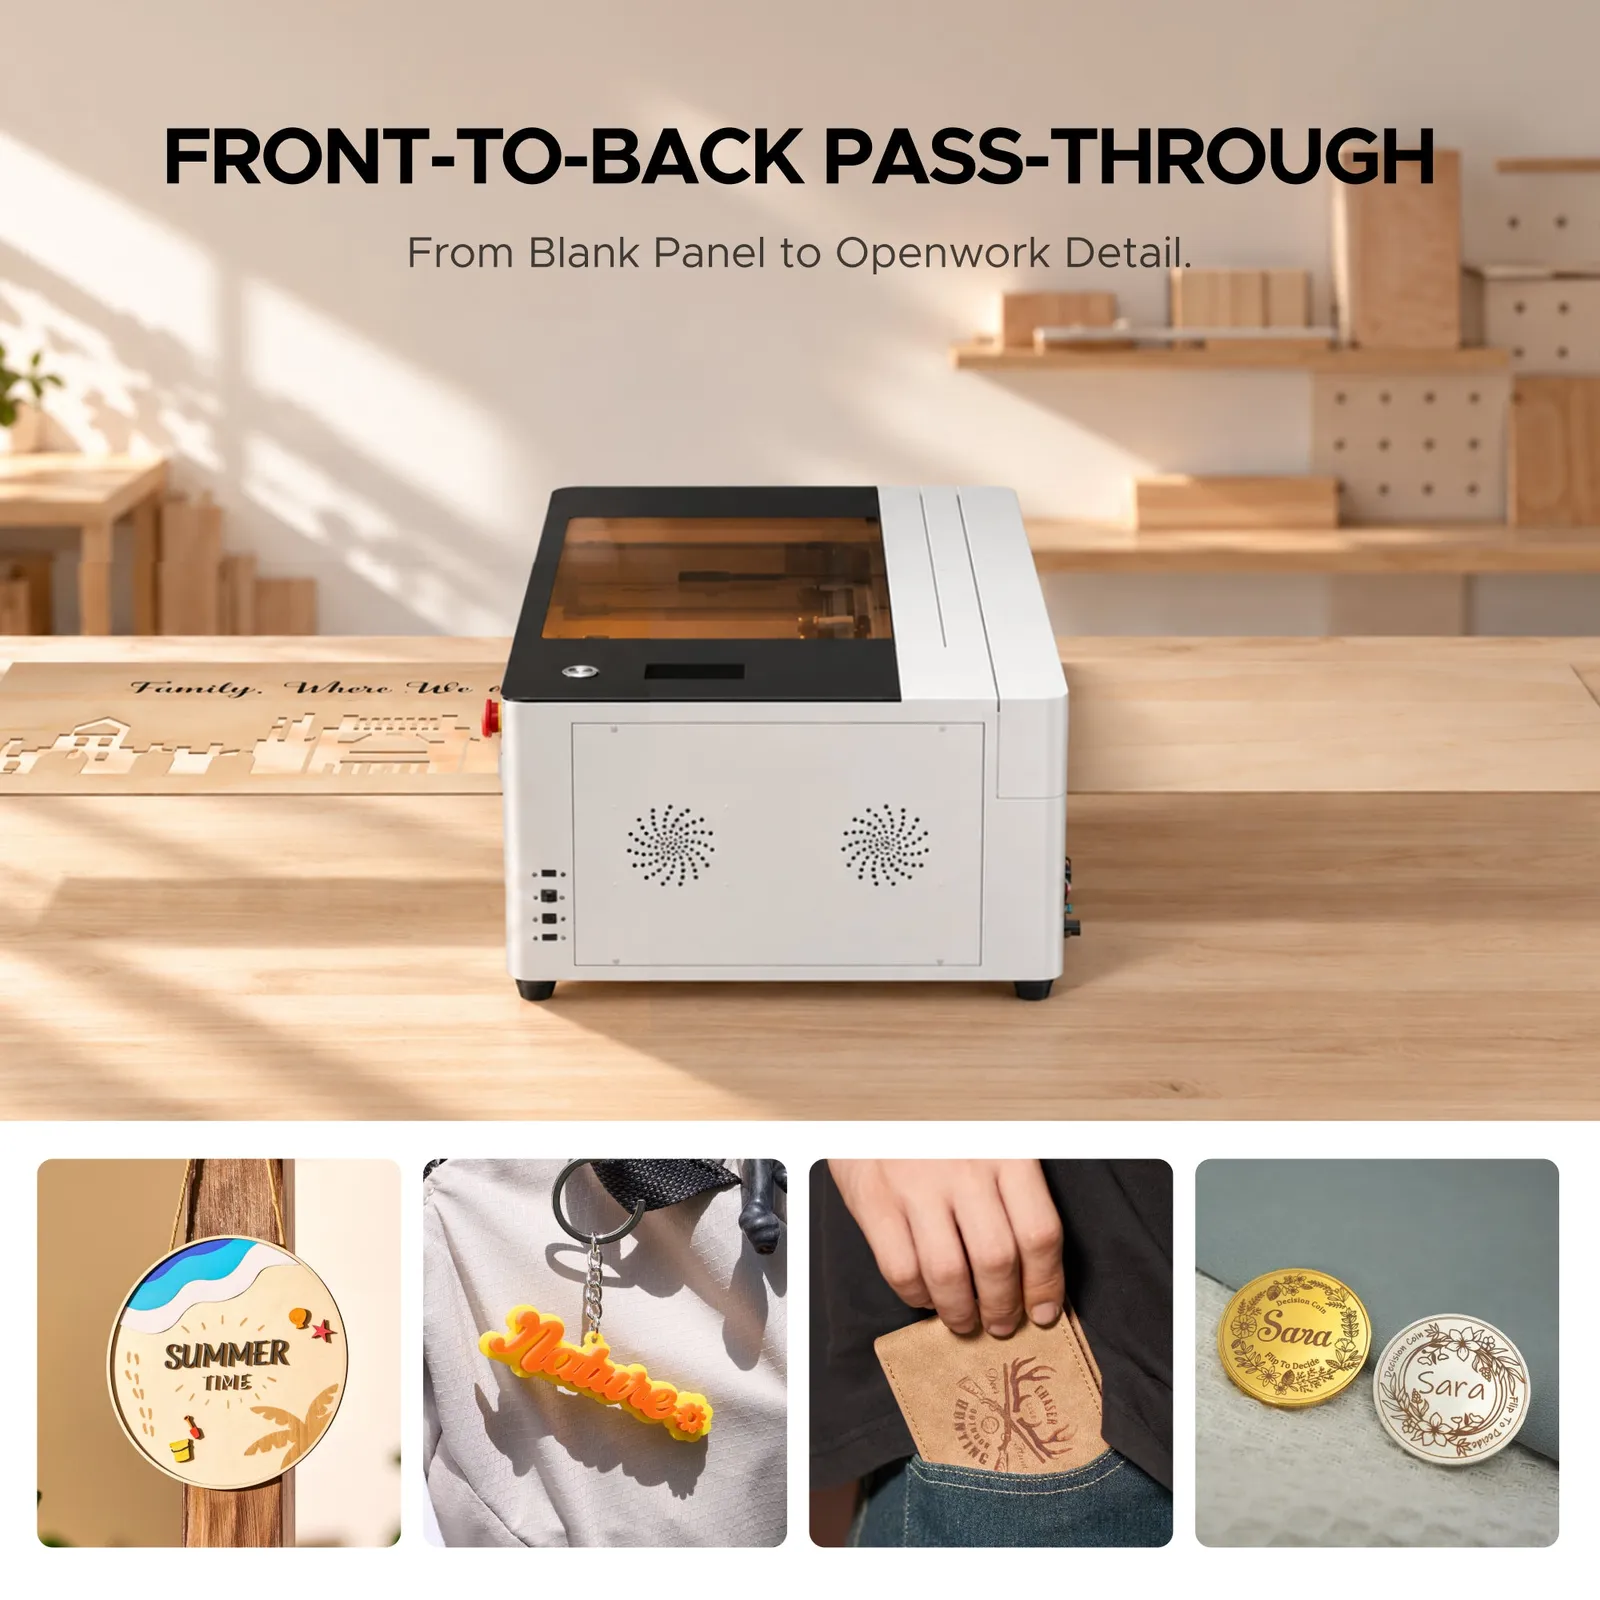 FRONT-TO-BACK PASS-THROUGH
From Blank Panel to Openwork Detail.
Family, Where We
SUMMER
TIME
Nature
CHASER
Decision Coin
Sara
Flip To Decide
Decision Coin
Sara
Flip To Decide